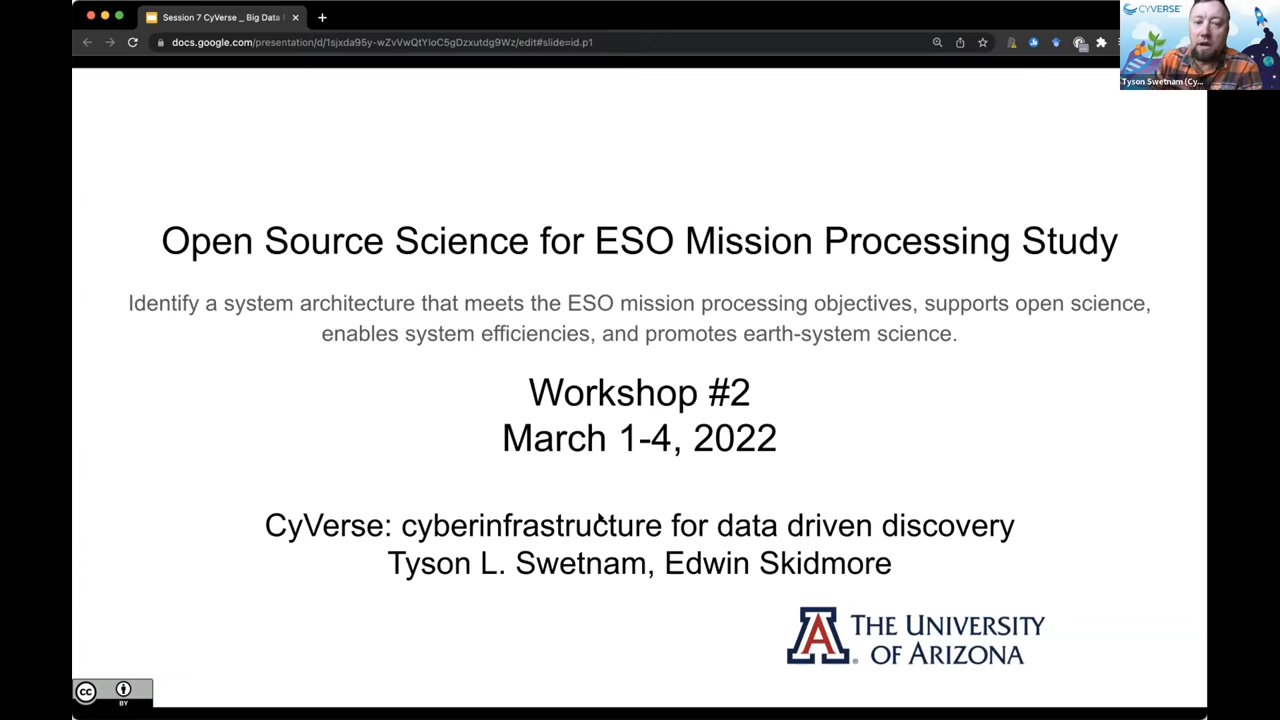 Session 7 CyVerse _ Big Data
docs.google.com/presentation/d/1sjxda95y-wZvVwQtYIoC5gDzxutdg9Wz/edit#slide=id.p1
CYVERSE
Tyson Swetnam (Cy...
Open Source Science for ESO Mission Processing Study
Identify a system architecture that meets the ESO mission processing objectives, supports open science,
enables system efficiencies, and promotes earth-system science.
Workshop #2
March 1-4, 2022
CyVerse: cyberinfrastructure for data driven discovery
Tyson L. Swetnam, Edwin Skidmore
A
THE UNIVERSITY
OF ARIZONA
cc
BY